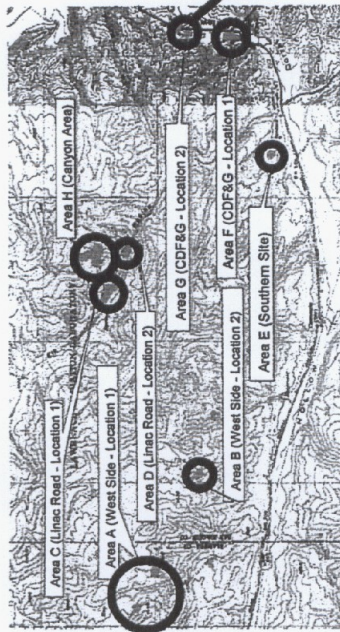 Area C (Linac Road - Location 1)
Area A (West Side - Location 1)
Area H (Canyon Area)
Area D (Linac Road - Location 2)
Area G (CDF&G - Location 2)
Area B (West Side - Location 2)
Area F (CDF&G - Location 1)
Area E (Southern Site)